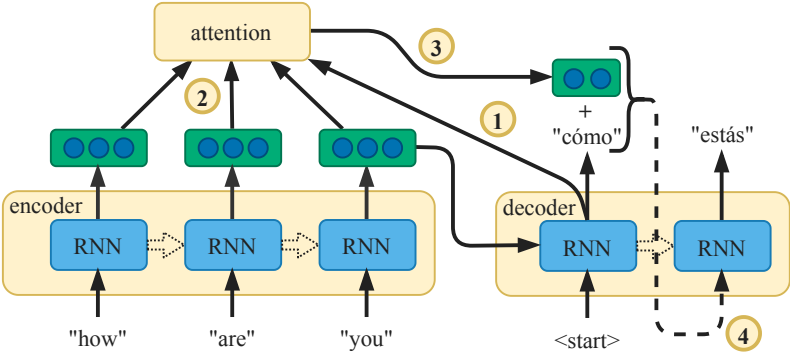 attention
3
2
1
+
"cómo"
"estás"
encoder
decoder
RNN
RNN
RNN
RNN
RNN
"how"
"are"
"you"
<start>
4